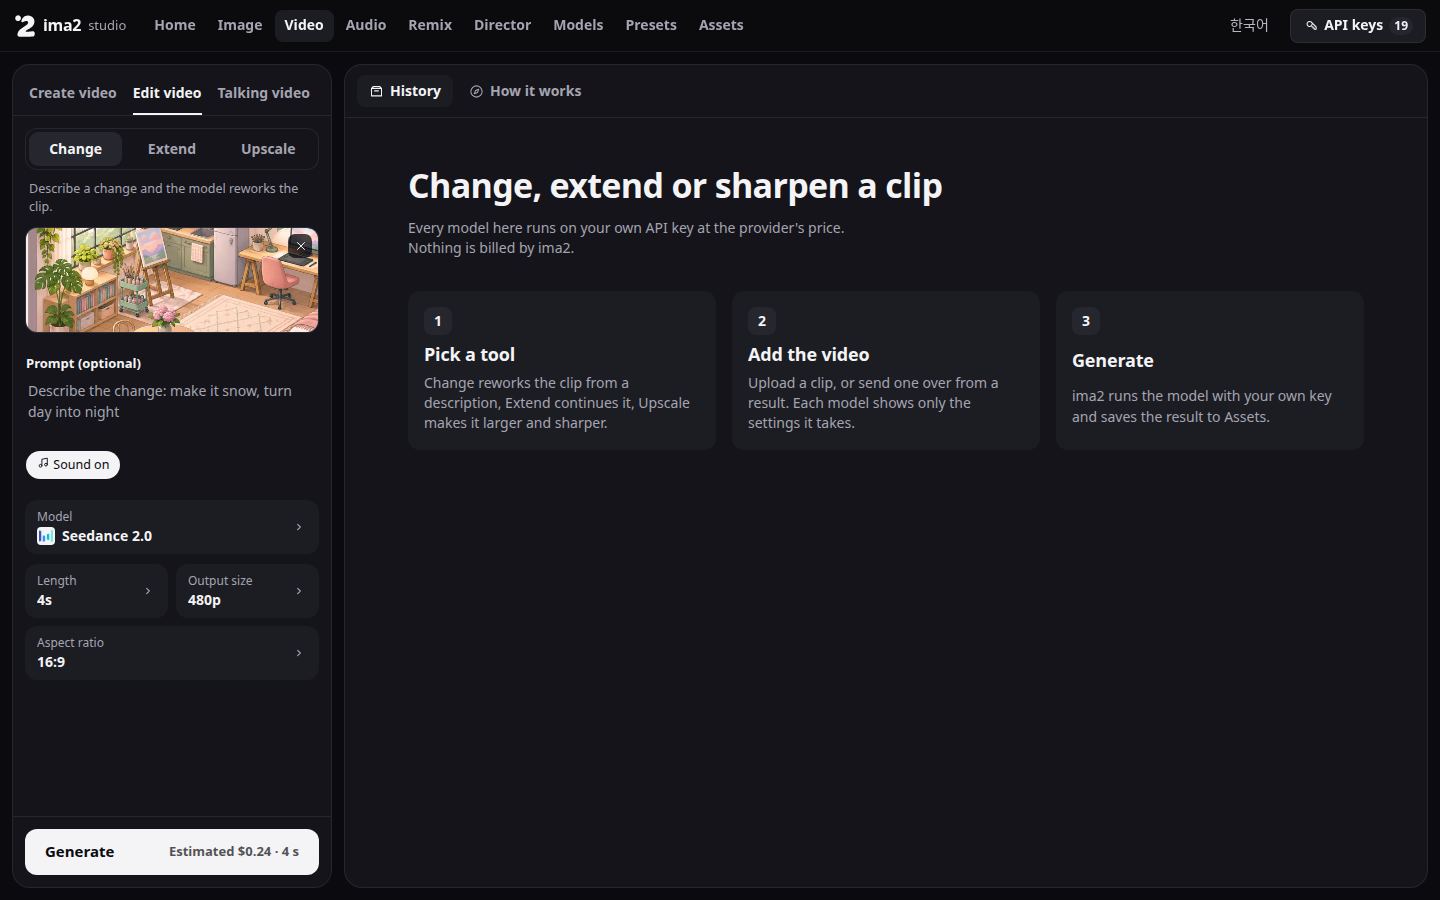 ima2 studio
Home
Image
Video
Audio
Remix
Director
Models
Presets
Assets
한국어
API keys 19
Create video
Edit video
Talking video
Change
Extend
Upscale
Describe a change and the model reworks the
clip.
Prompt (optional)
Describe the change: make it snow, turn
day into night
Sound on
Model
Seedance 2.0
Length
4s
Output size
480p
Aspect ratio
16:9
Generate
Estimated $0.24 · 4 s
History
How it works
Change, extend or sharpen a clip
Every model here runs on your own API key at the provider's price.
Nothing is billed by ima2.
1
Pick a tool
Change reworks the clip from a
description, Extend continues it, Upscale
makes it larger and sharper.
2
Add the video
Upload a clip, or send one over from a
result. Each model shows only the
settings it takes.
3
Generate
ima2 runs the model with your own key
and saves the result to Assets.